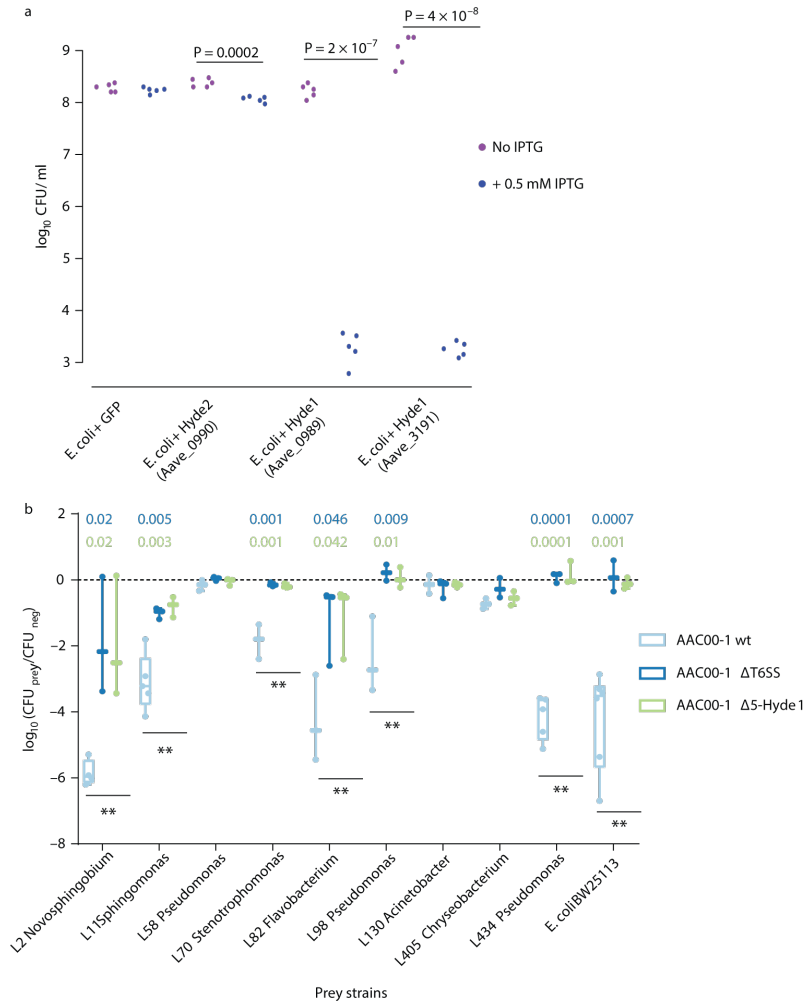 a
P = 4 × 10⁻⁸
P = 0.0002
P = 2 × 10⁻⁷
9
8
7
6
5
4
3
log₁₀ CFU/ ml
No IPTG
+ 0.5 mM IPTG
E. coli+ GFP
E. coli+ Hyde2
(Aave_0990)
E. coli+ Hyde1
(Aave_0989)
E. coli+ Hyde1
(Aave_3191)
b
2
0
−2
−4
−6
−8
log₁₀ (CFU prey/CFU neg)
0.02 0.005 0.001 0.046 0.009 0.0001 0.0007
0.02 0.003 0.001 0.042 0.01 0.0001 0.001
**
**
**
**
**
**
**
AAC00-1 wt
AAC00-1 ΔT6SS
AAC00-1 Δ5-Hyde1
L2 Novosphingobium
L11Sphingomonas
L58 Pseudomonas
L70 Stenotrophomonas
L82 Flavobacterium
L98 Pseudomonas
L130 Acinetobacter
L405 Chryseobacterium
L434 Pseudomonas
E. coliBW25113
Prey strains